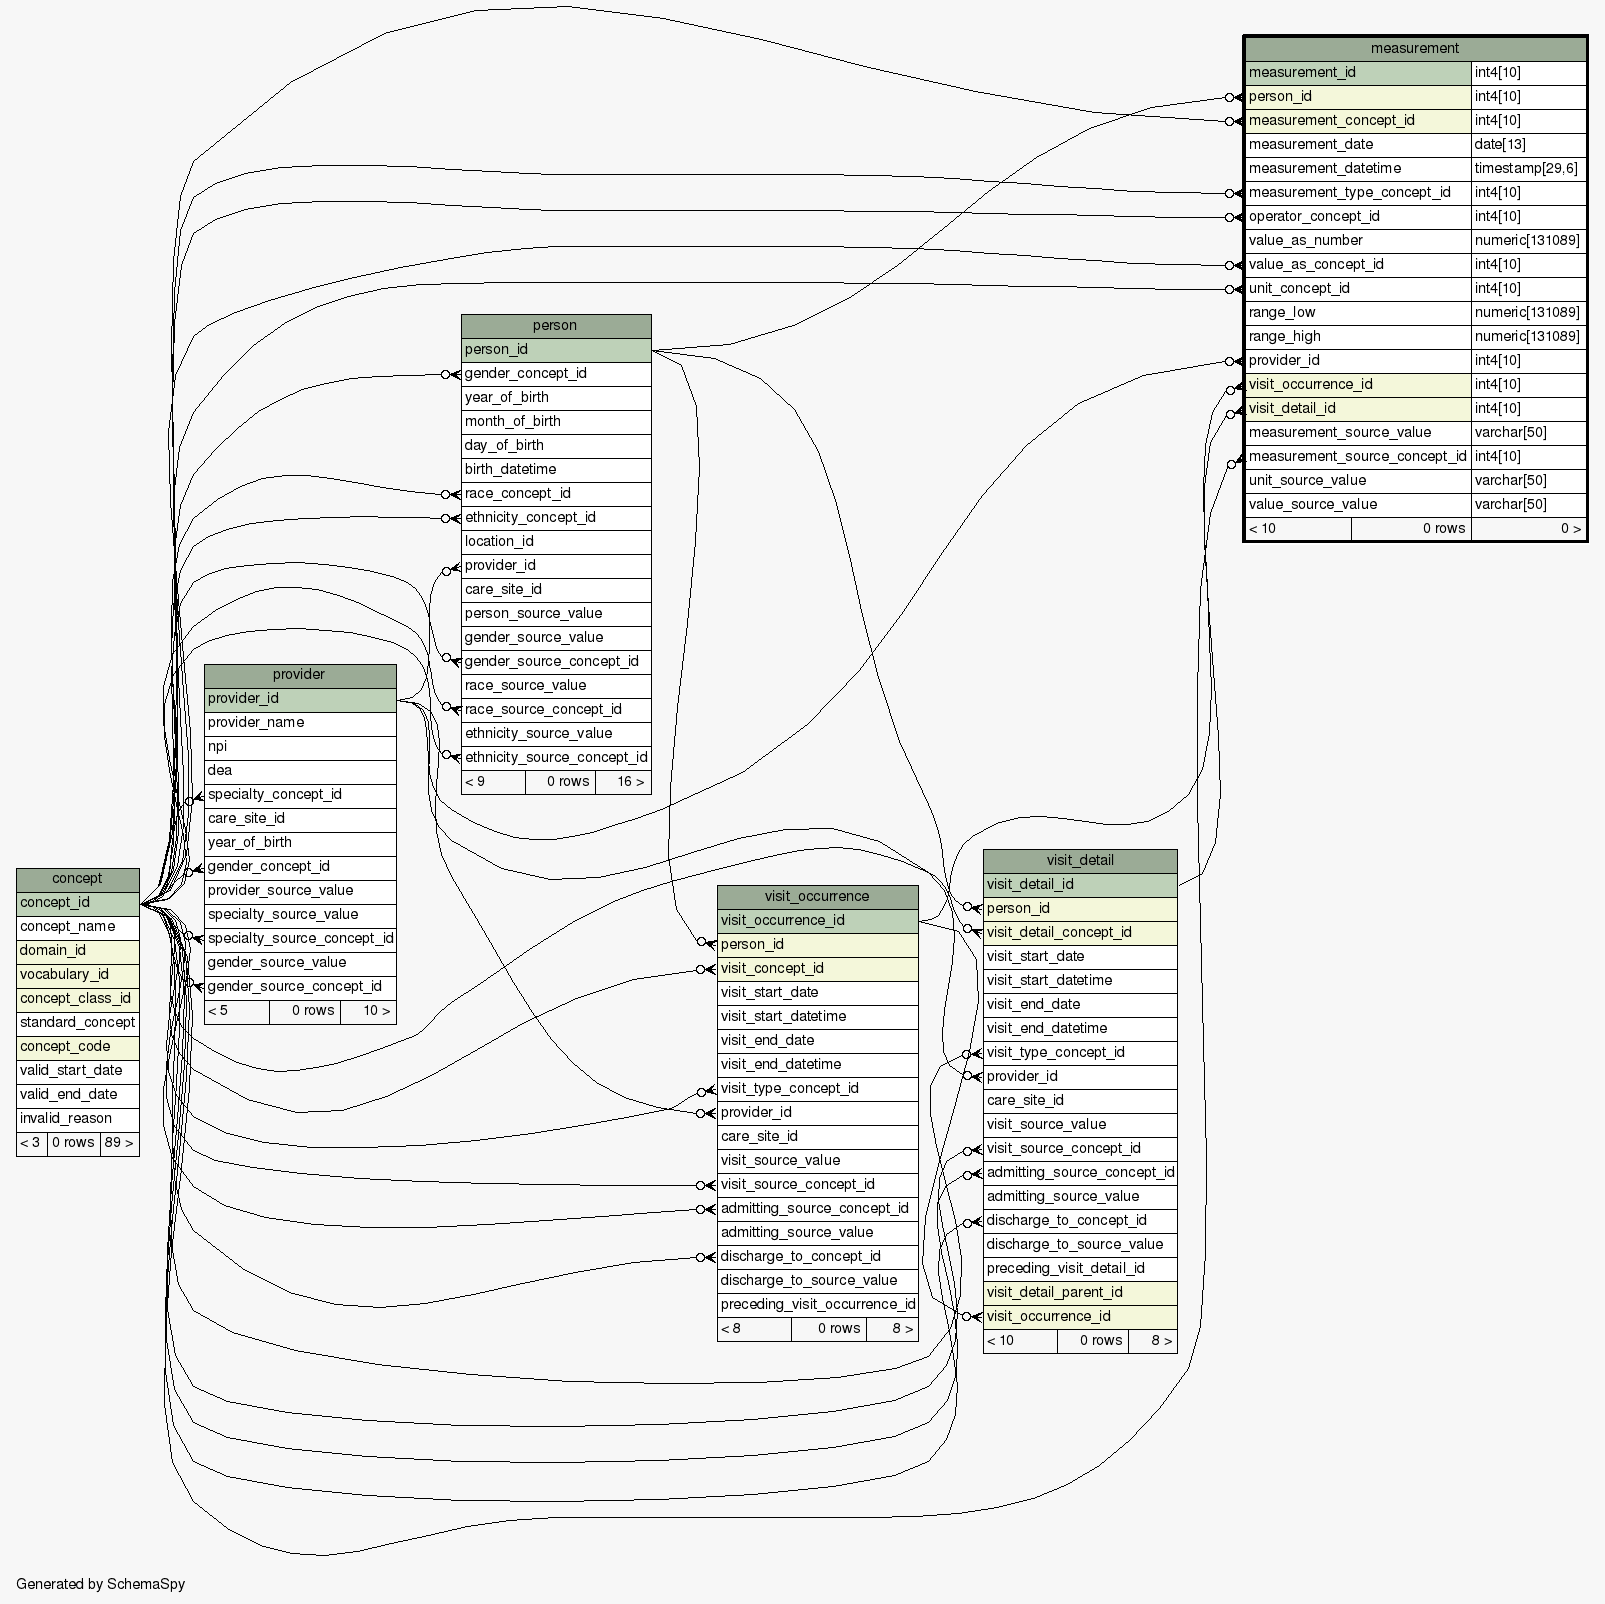 measurement
measurement_id int4[10]
person_id int4[10]
measurement_concept_id int4[10]
measurement_date date[13]
measurement_datetime timestamp[29,6]
measurement_type_concept_id int4[10]
operator_concept_id int4[10]
value_as_number numeric[131089]
value_as_concept_id int4[10]
unit_concept_id int4[10]
range_low numeric[131089]
range_high numeric[131089]
provider_id int4[10]
visit_occurrence_id int4[10]
visit_detail_id int4[10]
measurement_source_value varchar[50]
measurement_source_concept_id int4[10]
unit_source_value varchar[50]
value_source_value varchar[50]
< 10 0 rows 0 >
person
person_id
gender_concept_id
year_of_birth
month_of_birth
day_of_birth
birth_datetime
race_concept_id
ethnicity_concept_id
location_id
provider_id
care_site_id
person_source_value
gender_source_value
gender_source_concept_id
race_source_value
race_source_concept_id
ethnicity_source_value
ethnicity_source_concept_id
< 9 0 rows 16 >
provider
provider_id
provider_name
npi
dea
specialty_concept_id
care_site_id
year_of_birth
gender_concept_id
provider_source_value
specialty_source_value
specialty_source_concept_id
gender_source_value
gender_source_concept_id
< 5 0 rows 10 >
concept
concept_id
concept_name
domain_id
vocabulary_id
concept_class_id
standard_concept
concept_code
valid_start_date
valid_end_date
invalid_reason
< 3 0 rows 89 >
visit_occurrence
visit_occurrence_id
person_id
visit_concept_id
visit_start_date
visit_start_datetime
visit_end_date
visit_end_datetime
visit_type_concept_id
provider_id
care_site_id
visit_source_value
visit_source_concept_id
admitting_source_concept_id
admitting_source_value
discharge_to_concept_id
discharge_to_source_value
preceding_visit_occurrence_id
< 8 0 rows 8 >
visit_detail
visit_detail_id
person_id
visit_detail_concept_id
visit_start_date
visit_start_datetime
visit_end_date
visit_end_datetime
visit_type_concept_id
provider_id
care_site_id
visit_source_value
visit_source_concept_id
admitting_source_concept_id
admitting_source_value
discharge_to_concept_id
discharge_to_source_value
preceding_visit_detail_id
visit_detail_parent_id
visit_occurrence_id
< 10 0 rows 8 >
Generated by SchemaSpy